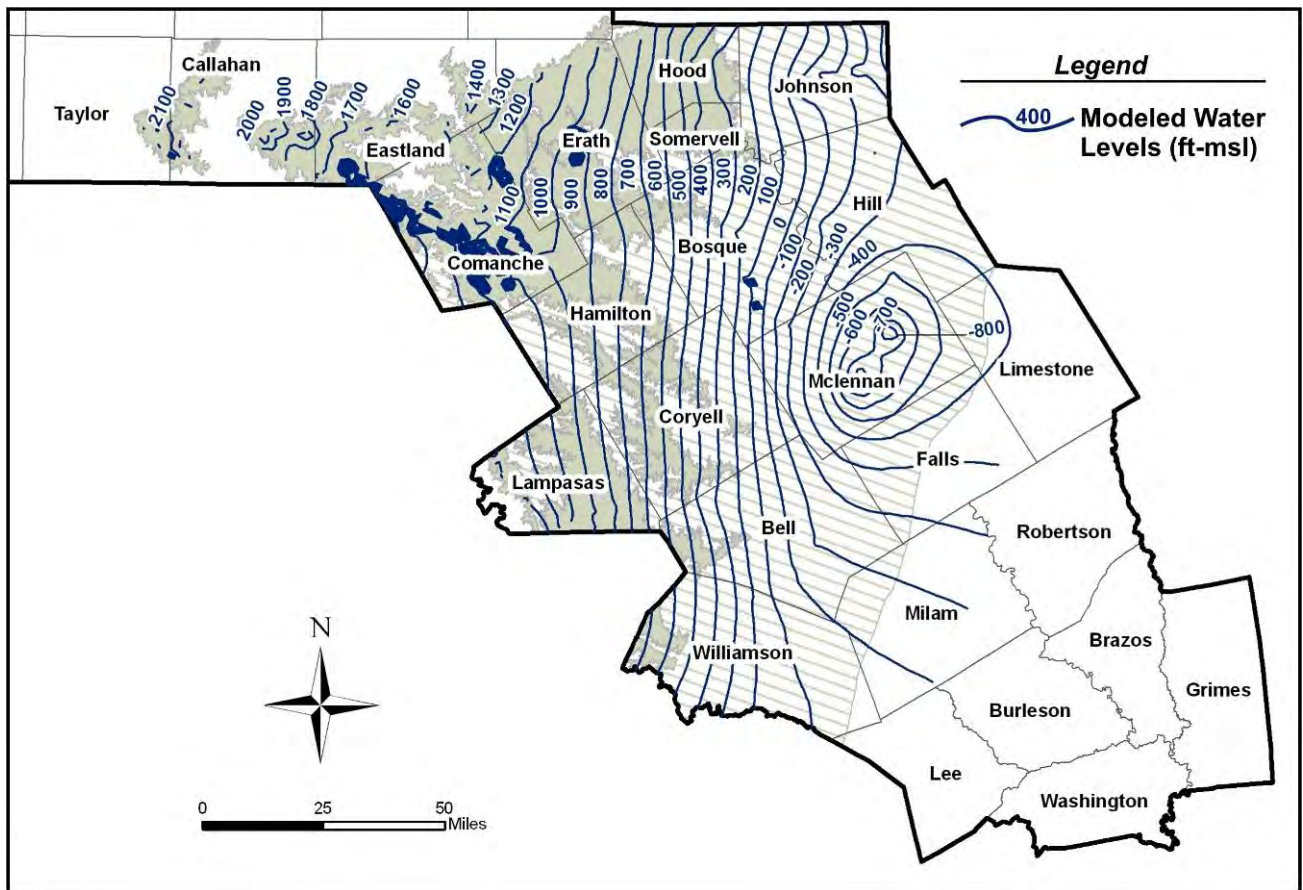 Legend
400 Modeled Water
Levels (ft-msl)
Callahan
Taylor
Eastland
Erath
Hood
Johnson
Somervell
Hill
Bosque
Comanche
Hamilton
Mclennan
Limestone
Coryell
Falls
Lampasas
Bell
Robertson
Milam
Brazos
Williamson
Grimes
Burleson
Lee
Washington
2100
2000
1900
1800
1700
1600
1400
1300
1200
1100
1000
900
800
700
600
500
400
300
200
100
0
-100
-200
-300
-400
-500
-600
-700
-800
N
0 25 50
Miles